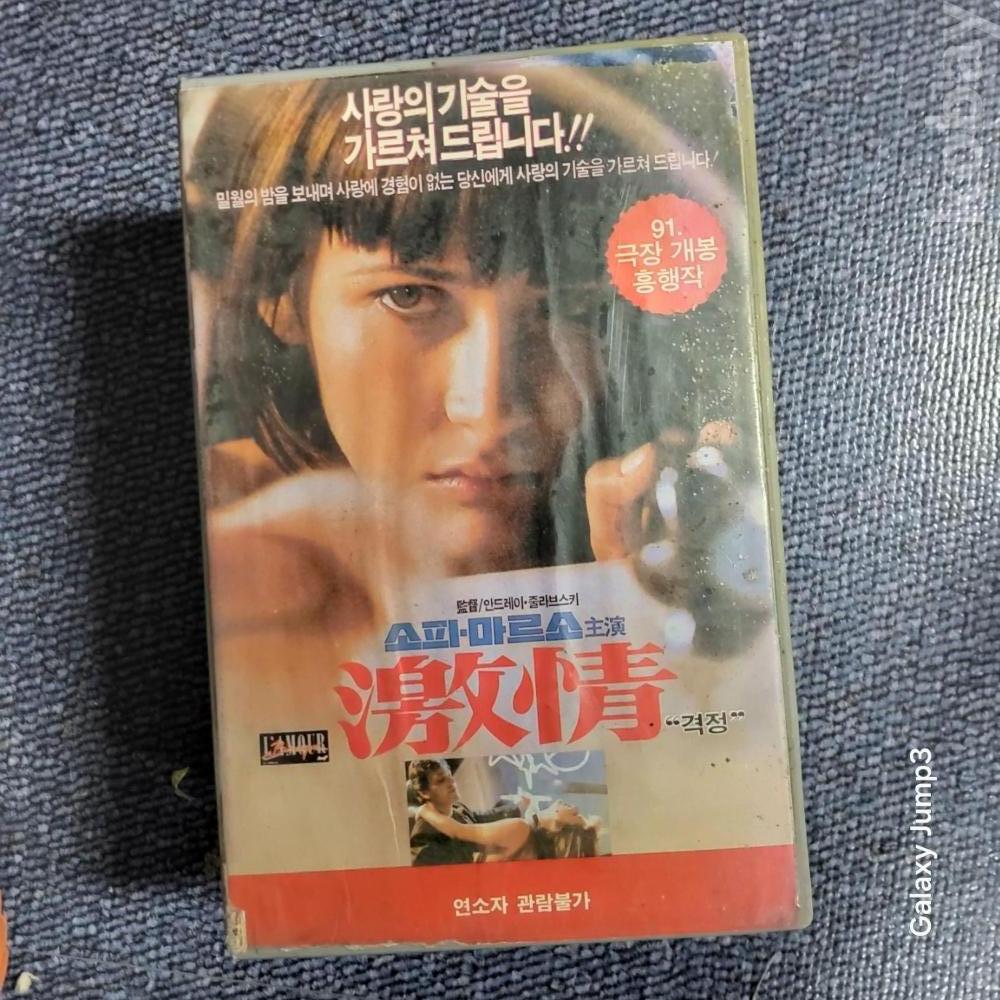 사랑의 기술을
가르쳐 드립니다!!
밀월의 밤을 보내며 사랑에 경험이 없는 당신에게 사랑의 기술을 가르쳐 드립니다!
91.
극장 개봉
흥행작
監督/안드레이·줄라브스키
소피·마르소 主演
激情 “격정”
L'AMOUR
연소자 관람불가
Galaxy Jump3